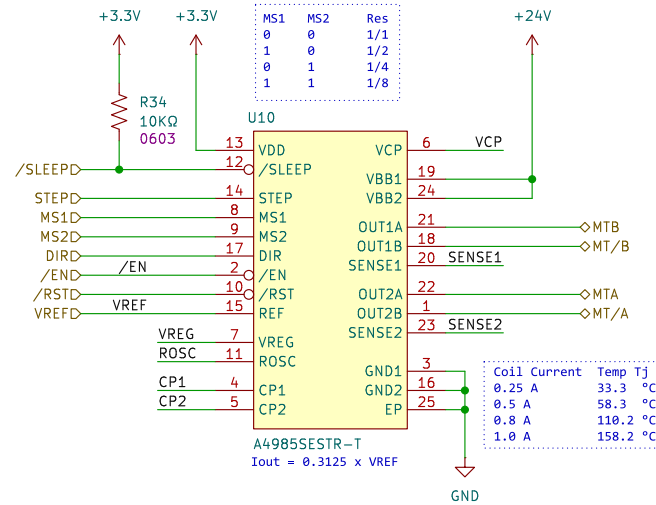 +3.3V
+3.3V
MS1 MS2 Res
0 0 1/1
1 0 1/2
0 1 1/4
1 1 1/8
+24V
R34
10KΩ
0603
U10
/SLEEP
STEP
MS1
MS2
DIR
/EN
/RST
VREF
/EN
VREF
VREG
ROSC
CP1
CP2
13 VDD
12 /SLEEP
14 STEP
8 MS1
9 MS2
17 DIR
2 /EN
10 /RST
15 REF
7 VREG
11 ROSC
4 CP1
5 CP2
VCP 6 VCP
VBB1 19
VBB2 24
OUT1A 21 MTB
OUT1B 18 MT/B
SENSE1 20 SENSE1
OUT2A 22 MTA
OUT2B 1 MT/A
SENSE2 23 SENSE2
GND1 3
GND2 16
EP 25
A4985SESTR-T
Iout = 0.3125 x VREF
Coil Current Temp Tj
0.25 A 33.3 °C
0.5 A 58.3 °C
0.8 A 110.2 °C
1.0 A 158.2 °C
GND